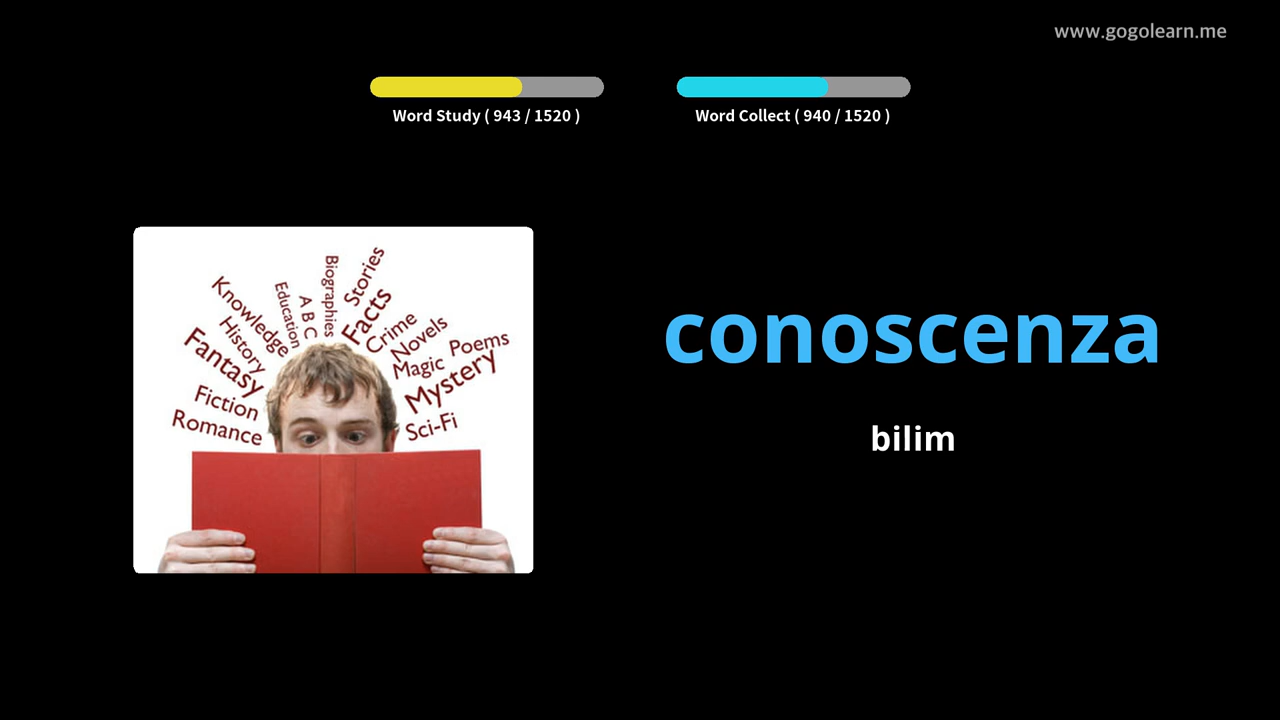 www.gogolearn.me
Word Study ( 943 / 1520 )
Word Collect ( 940 / 1520 )
Knowledge
Education
A B C
Biographies
Stories
Facts
Crime
Novels
Poems
Magic
Mystery
Sci-Fi
History
Fantasy
Fiction
Romance
conoscenza
bilim